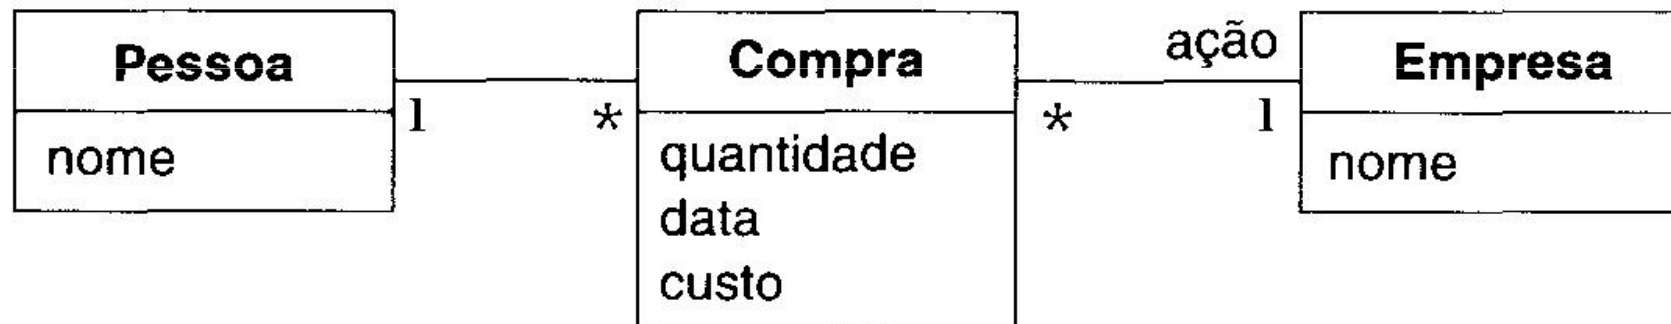 Pessoa
nome
1
*
Compra
quantidade
data
custo
*
ação
1
Empresa
nome